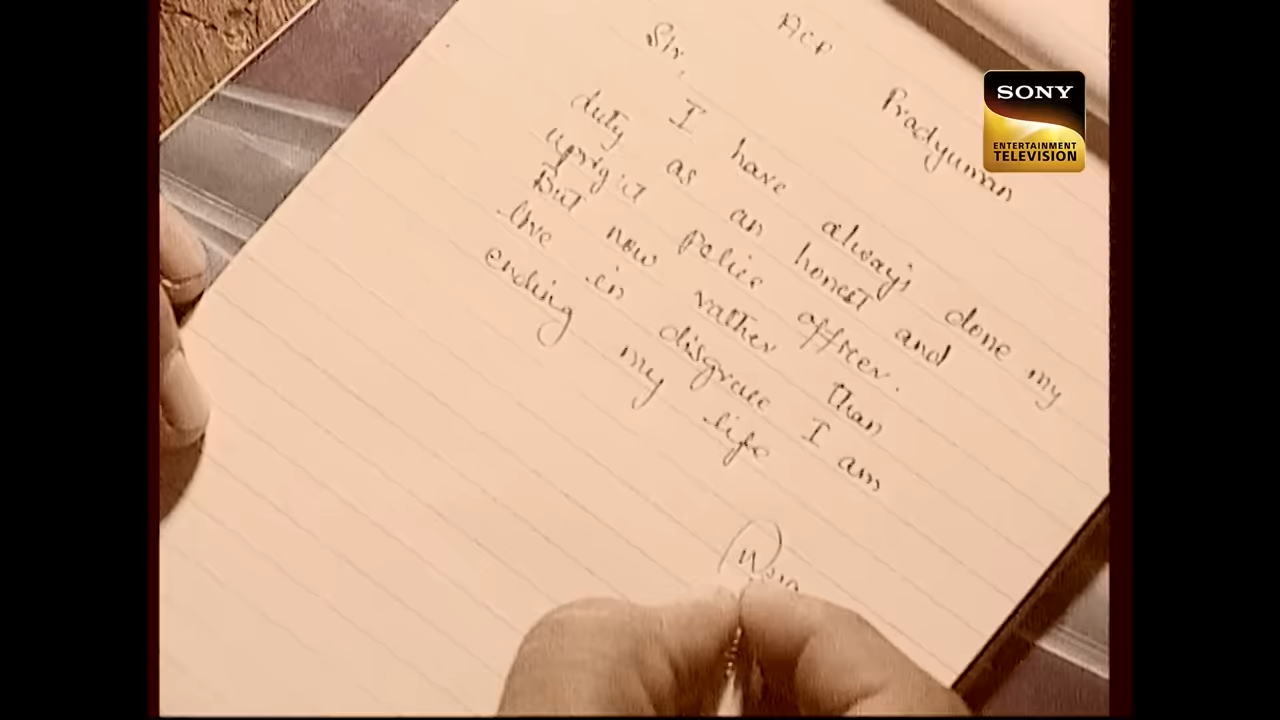 ACP Pradyuman
Sir,
I have always done my
duty as an honest and
upright police officer.
But now rather than
live in disgrace I am
ending my life
SONY
ENTERTAINMENT
TELEVISION